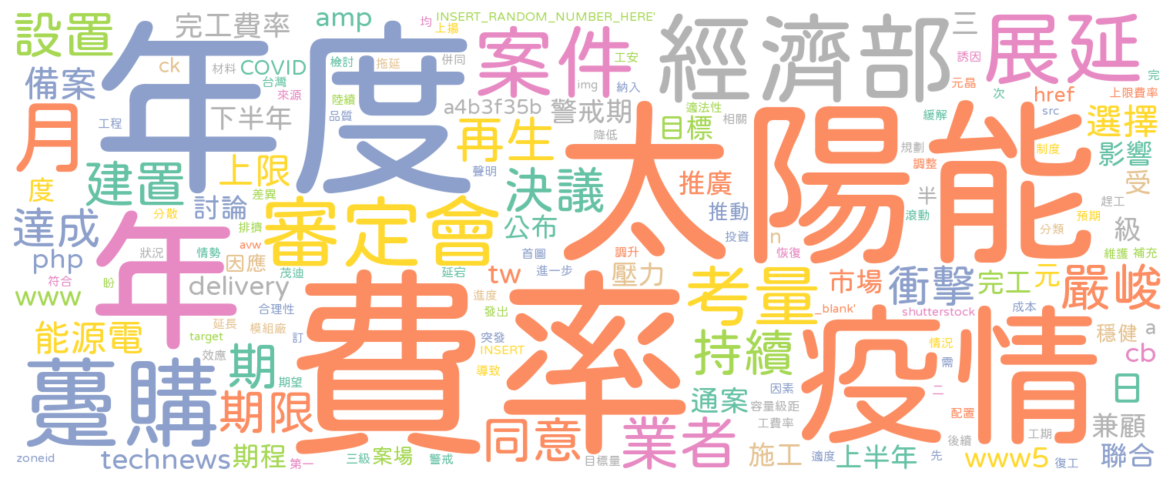 設置
完工費率
amp
均
INSERT_RANDOM_NUMBER_HERE'
上揚
案件
經濟部
三
展延
備案
ck
材料
COVID
台灣
來源
檢討
拖延
併同
陸續
品質
img
工安
納入
誘因
元晶
次
href
上限費率
完
月
年度
下半年
工程
a4b3f35b
警戒期
適法性
相關
目標
降低
太陽能
緩解
src
選擇
規劃
制度
影響
調整
趕工
建置
上限
再生
聲明
決議
推廣
半
受
度
差異
討論
推動
滾動
預期
達成
分散
年
排擠
審定會
公布
投資
n
分類
級
php
狀況
情勢
avw
因應
茂迪
首圖
延宕
進一步
調升
恢復
維護
補充
符合
盼
delivery
tw
壓力
考量
市場
衝擊
完工
元
嚴峻
www
合理性
進度
發出
_blank'
shutterstock
成本
延長
模組廠
能源電
target
訂
突發
INSERT
費率
持續
疫情
情況
穩健
a
cb
效應
期
期望
導致
需
躉購
期限
因素
二
日
通案
容量級距
配置
工費率
同意
業者
兼顧
zoneid
technews
期程
第一
三級
案場
警戒
目標量
施工
適度
上半年
後續
先
工期
www5
復工
聯合